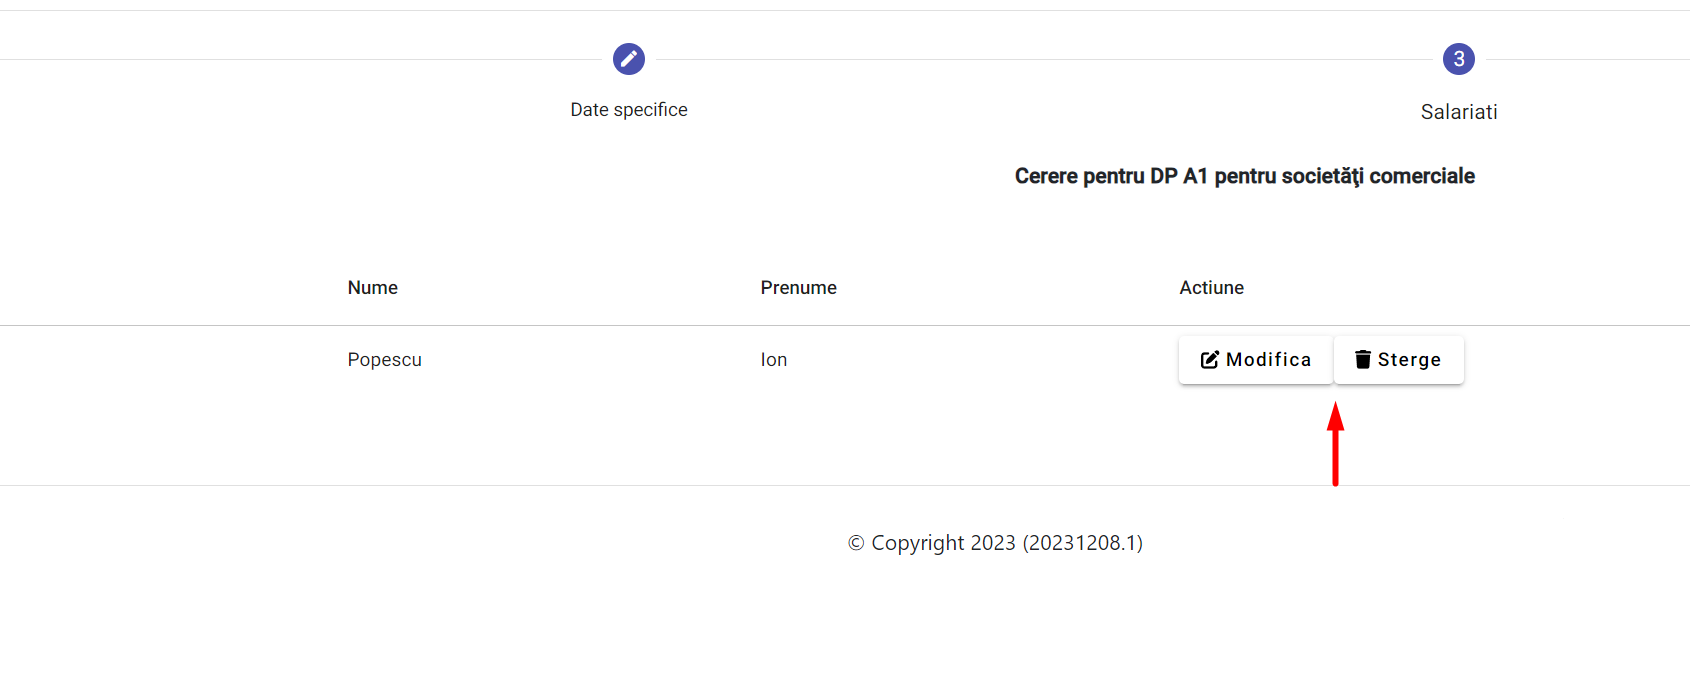 3
Date specifice
Salariati
Cerere pentru DP A1 pentru societăţi comerciale
Nume Prenume Actiune
Popescu Ion Modifica Sterge
© Copyright 2023 (20231208.1)